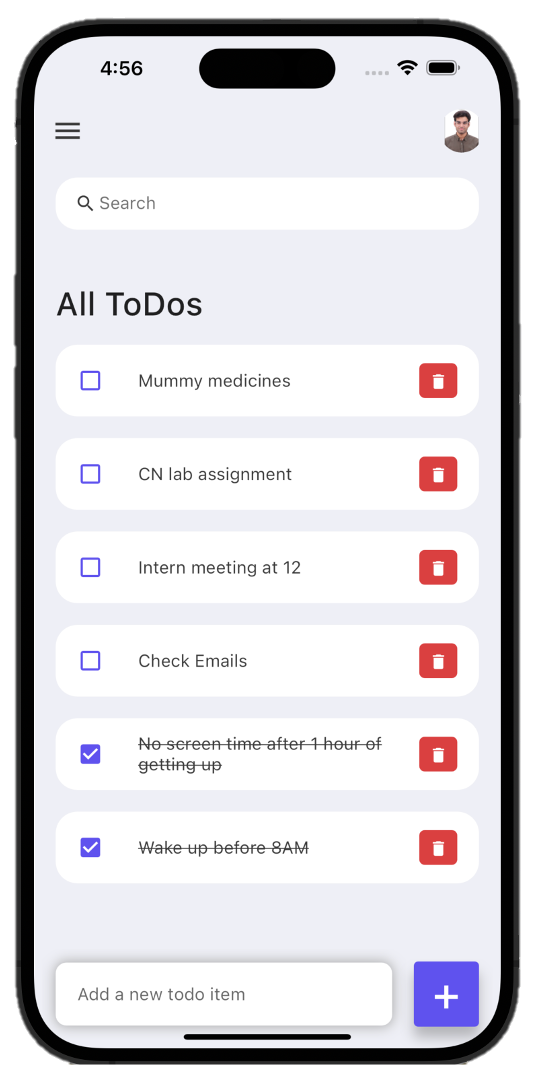 4:56
Search
All ToDos
Mummy medicines
CN lab assignment
Intern meeting at 12
Check Emails
No screen time after 1 hour of
getting up
Wake up before 8AM
Add a new todo item
+